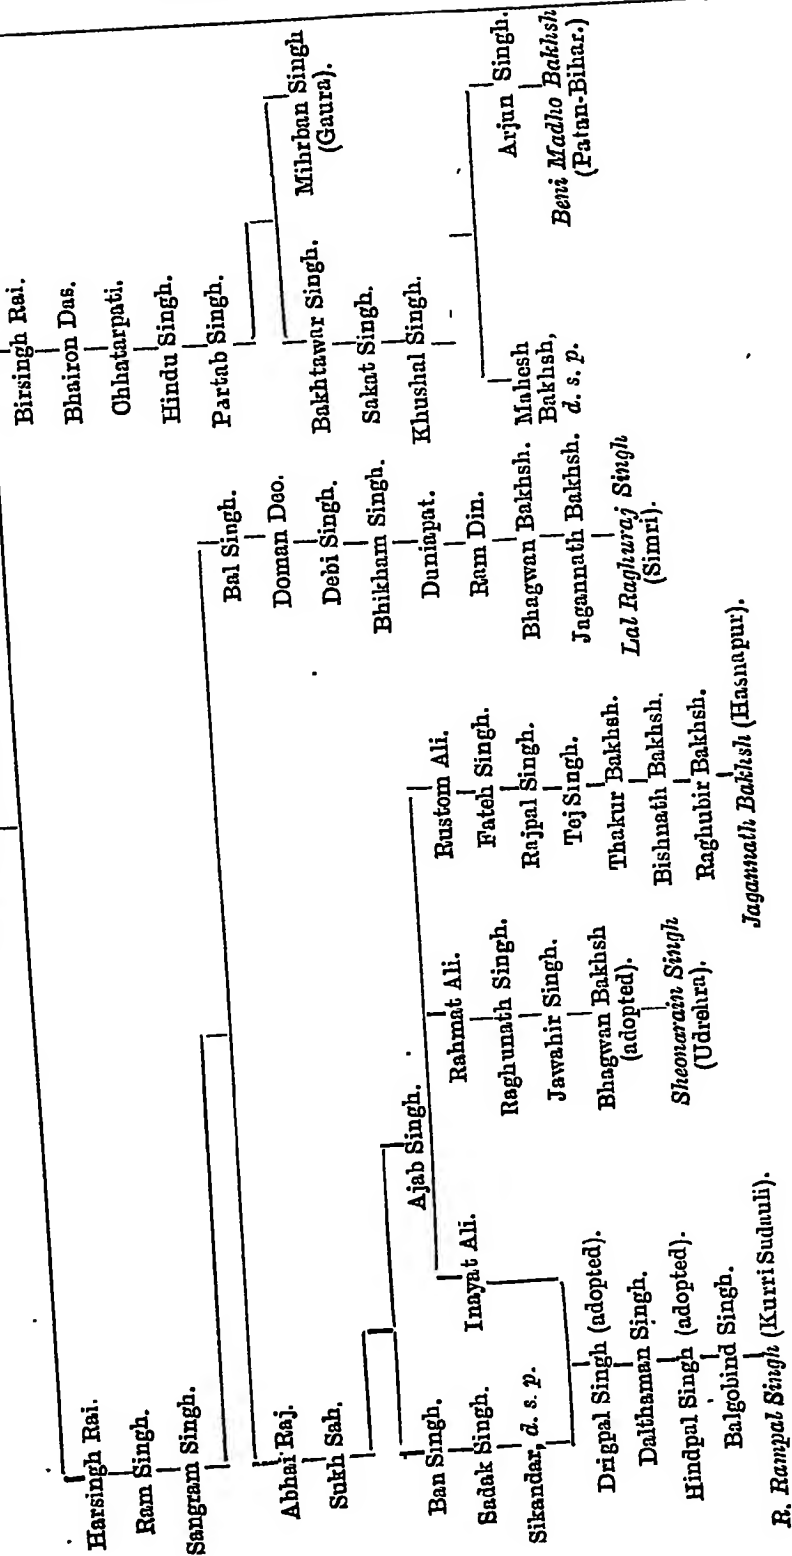 Harsingh Rai.
Ram Singh.
Sangram Singh.
Abhai Raj.
Sukh Sah.
Ban Singh.
Sadak Singh.
Sikandar, d. s. p.
Ajab Singh.
Inayat Ali.
Drigpal Singh (adopted).
Dalthaman Singh.
Hindpal Singh (adopted).
Balgobind Singh.
R. Rampal Singh (Kurri Sudauli).
Rahmat Ali.
Raghunath Singh.
Jawahir Singh.
Bhagwan Bakhsh
(adopted).
Sheonarain Singh
(Udrehra).
Rustom Ali.
Fateh Singh.
Rajpal Singh.
Tej Singh.
Thakur Bakhsh.
Bishnath Bakhsh.
Raghubir Bakhsh.
Jagannath Bakhsh (Hasnapur).
Bal Singh.
Doman Deo.
Debi Singh.
Bhikham Singh.
Duniapat.
Ram Din.
Bhagwan Bakhsh.
Jagannath Bakhsh.
Lal Raghuraj Singh
(Simri).
Birsingh Rai.
Bhairon Das.
Chhatarpati.
Hindu Singh.
Partab Singh.
Bakhtawar Singh.
Sakat Singh.
Khushal Singh.
Mihrban Singh
(Gaura).
Mahesh
Bakhsh,
d. s. p.
Arjun Singh.
Beni Madho Bakhsh
(Patan-Bihar.)